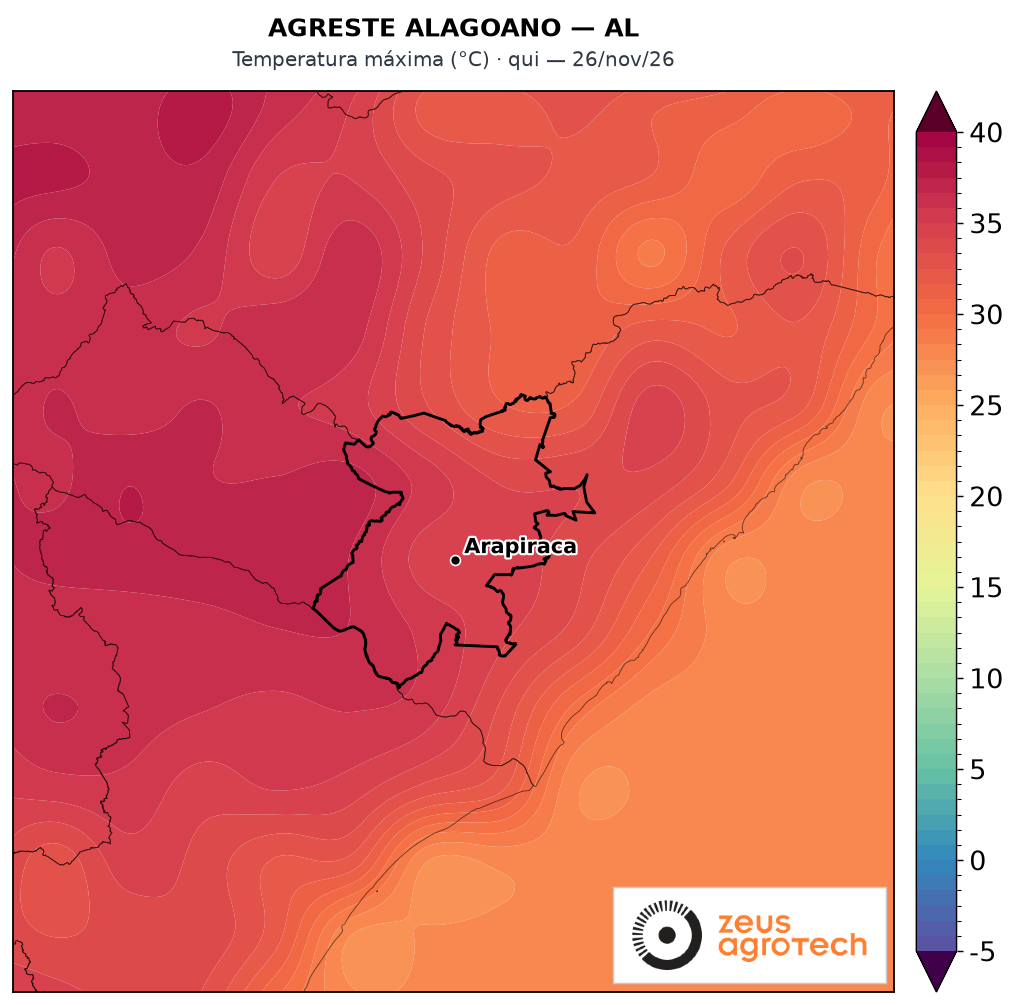 AGRESTE ALAGOANO — AL
Temperatura máxima (°C) · qui — 26/nov/26
40
35
30
25
20
15
10
5
0
-5
Arapiraca
zeus
agrotech